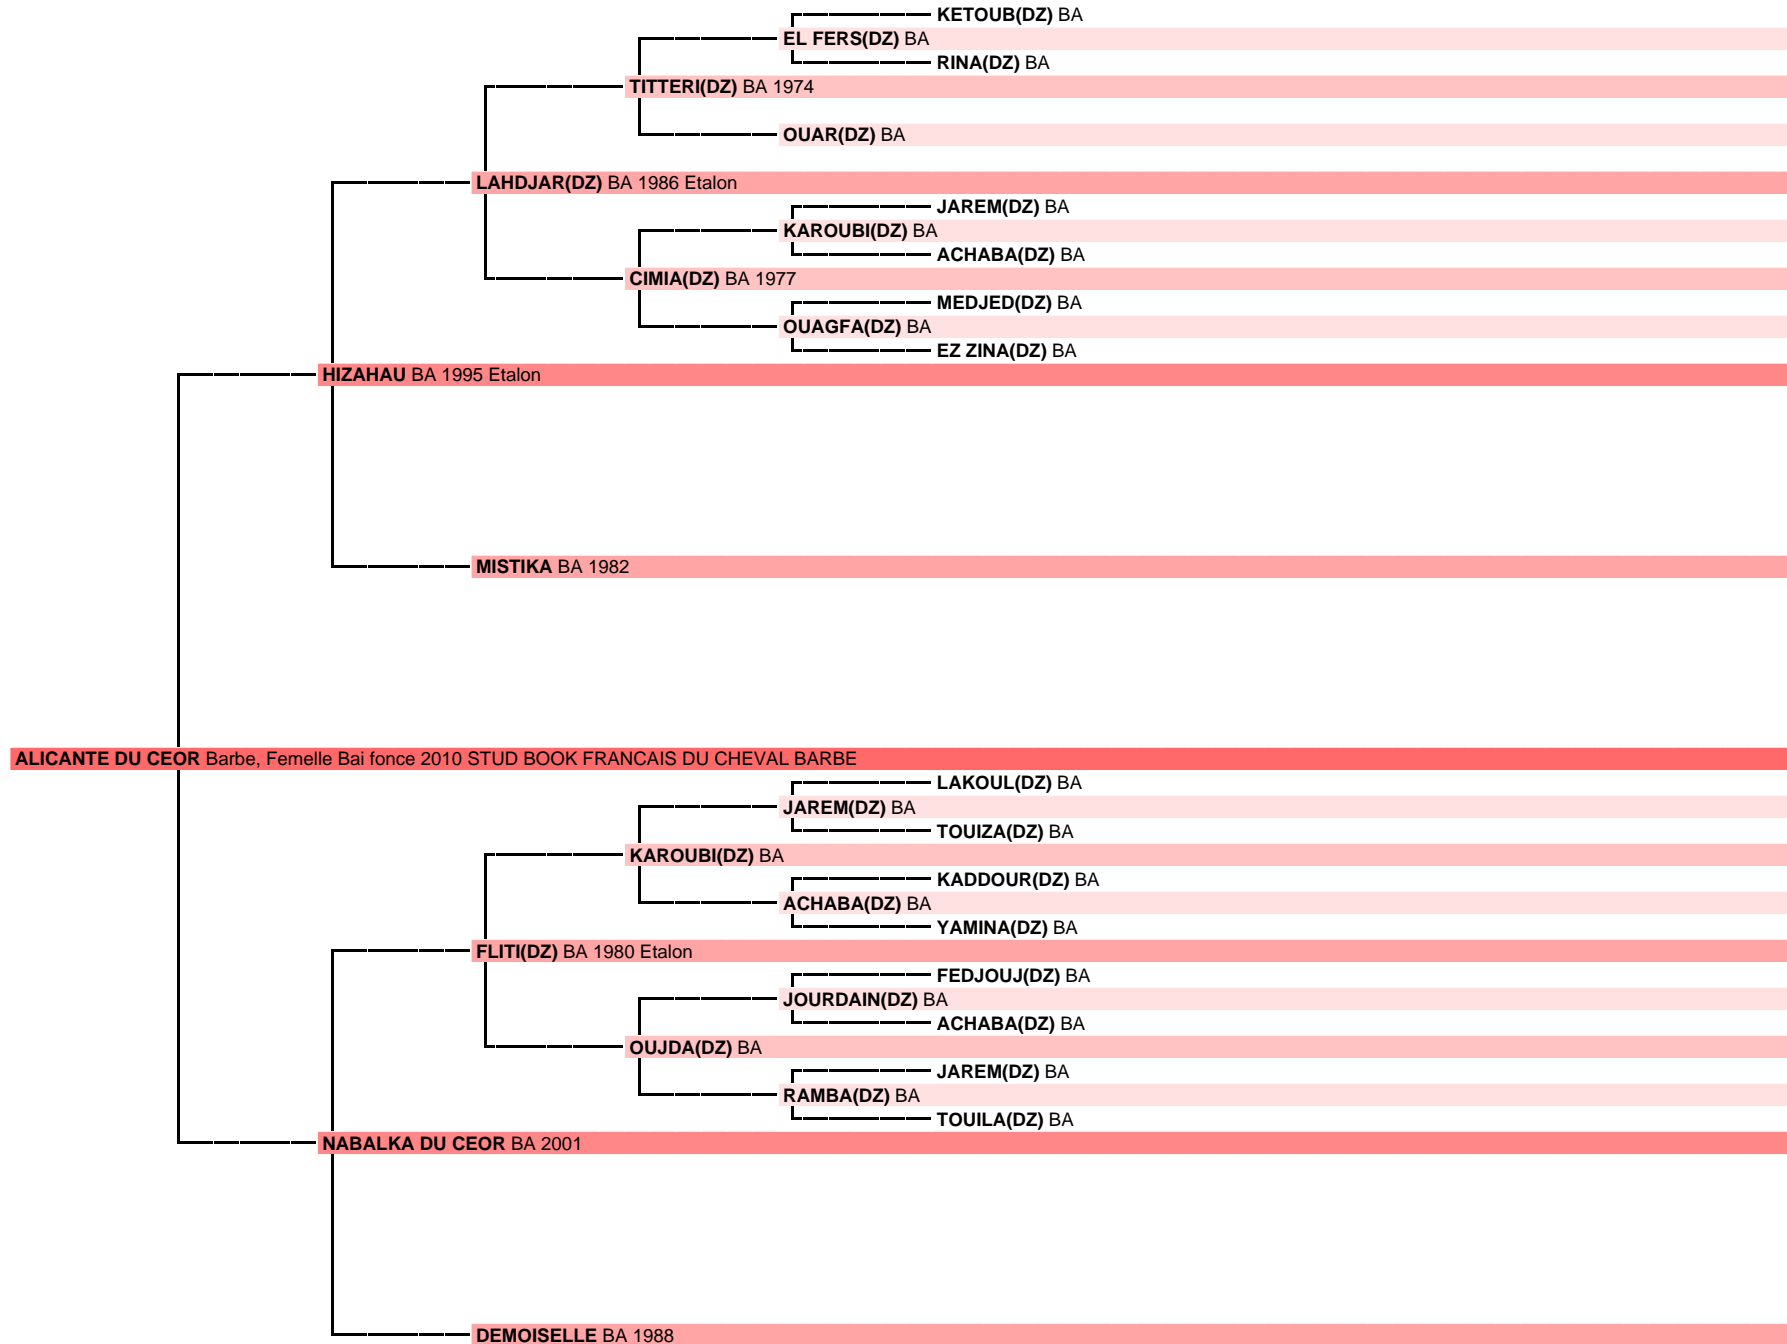 KETOUB(DZ) BA
EL FERS(DZ) BA
RINA(DZ) BA
TITTERI(DZ) BA 1974
OUAR(DZ) BA
LAHDJAR(DZ) BA 1986 Etalon
JAREM(DZ) BA
KAROUBI(DZ) BA
ACHABA(DZ) BA
CIMIA(DZ) BA 1977
MEDJED(DZ) BA
OUAGFA(DZ) BA
EZ ZINA(DZ) BA
HIZAHAU BA 1995 Etalon
MISTIKA BA 1982
ALICANTE DU CEOR Barbe, Femelle Bai fonce 2010 STUD BOOK FRANCAIS DU CHEVAL BARBE
LAKOUL(DZ) BA
JAREM(DZ) BA
TOUIZA(DZ) BA
KAROUBI(DZ) BA
KADDOUR(DZ) BA
ACHABA(DZ) BA
YAMINA(DZ) BA
FLITI(DZ) BA 1980 Etalon
FEDJOUJ(DZ) BA
JOURDAIN(DZ) BA
ACHABA(DZ) BA
OUJDA(DZ) BA
JAREM(DZ) BA
RAMBA(DZ) BA
TOUILA(DZ) BA
NABALKA DU CEOR BA 2001
DEMOISELLE BA 1988